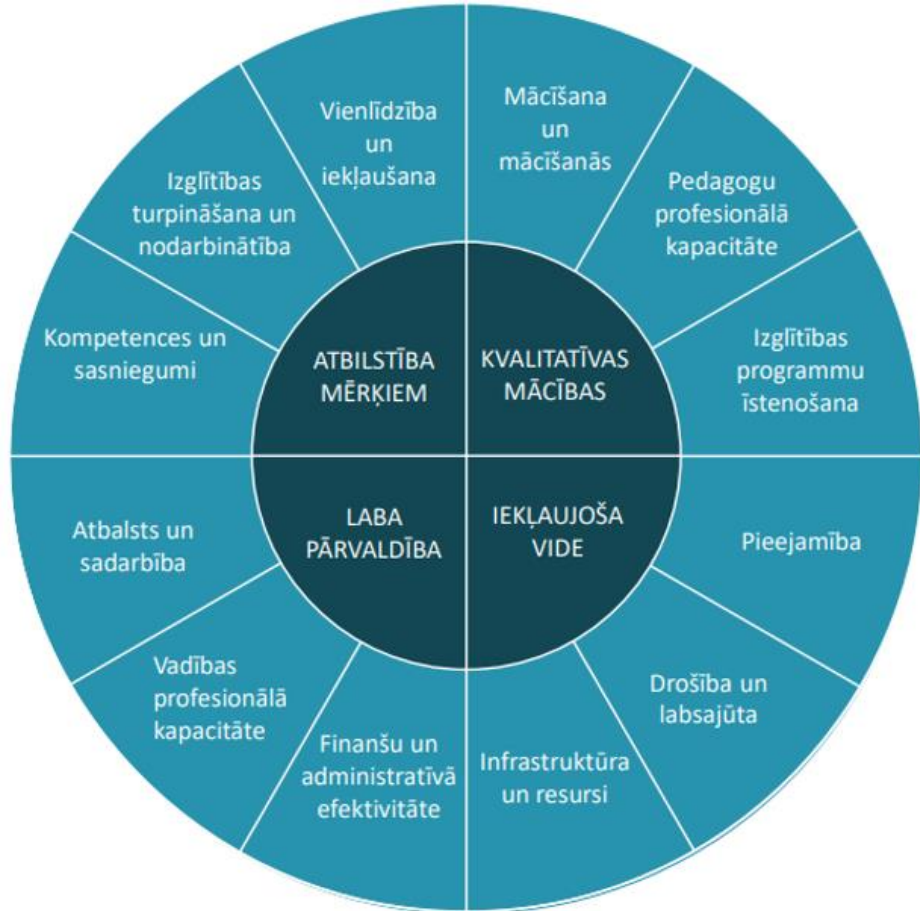 Vienlīdzība
un
iekļaušana
Mācīšana
un
mācīšanās
Izglītības
turpināšana un
nodarbinātība
Pedagogu
profesionālā
kapacitāte
Kompetences un
sasniegumi
Izglītības
programmu
īstenošana
ATBILSTĪBA
MĒRĶIEM
KVALITATĪVAS
MĀCĪBAS
LABA
PĀRVALDĪBA
IEKĻAUJOŠA
VIDE
Atbalsts un
sadarbība
Pieejamība
Vadības
profesionālā
kapacitāte
Drošība un
labsajūta
Finanšu un
administratīvā
efektivitāte
Infrastruktūra
un resursi